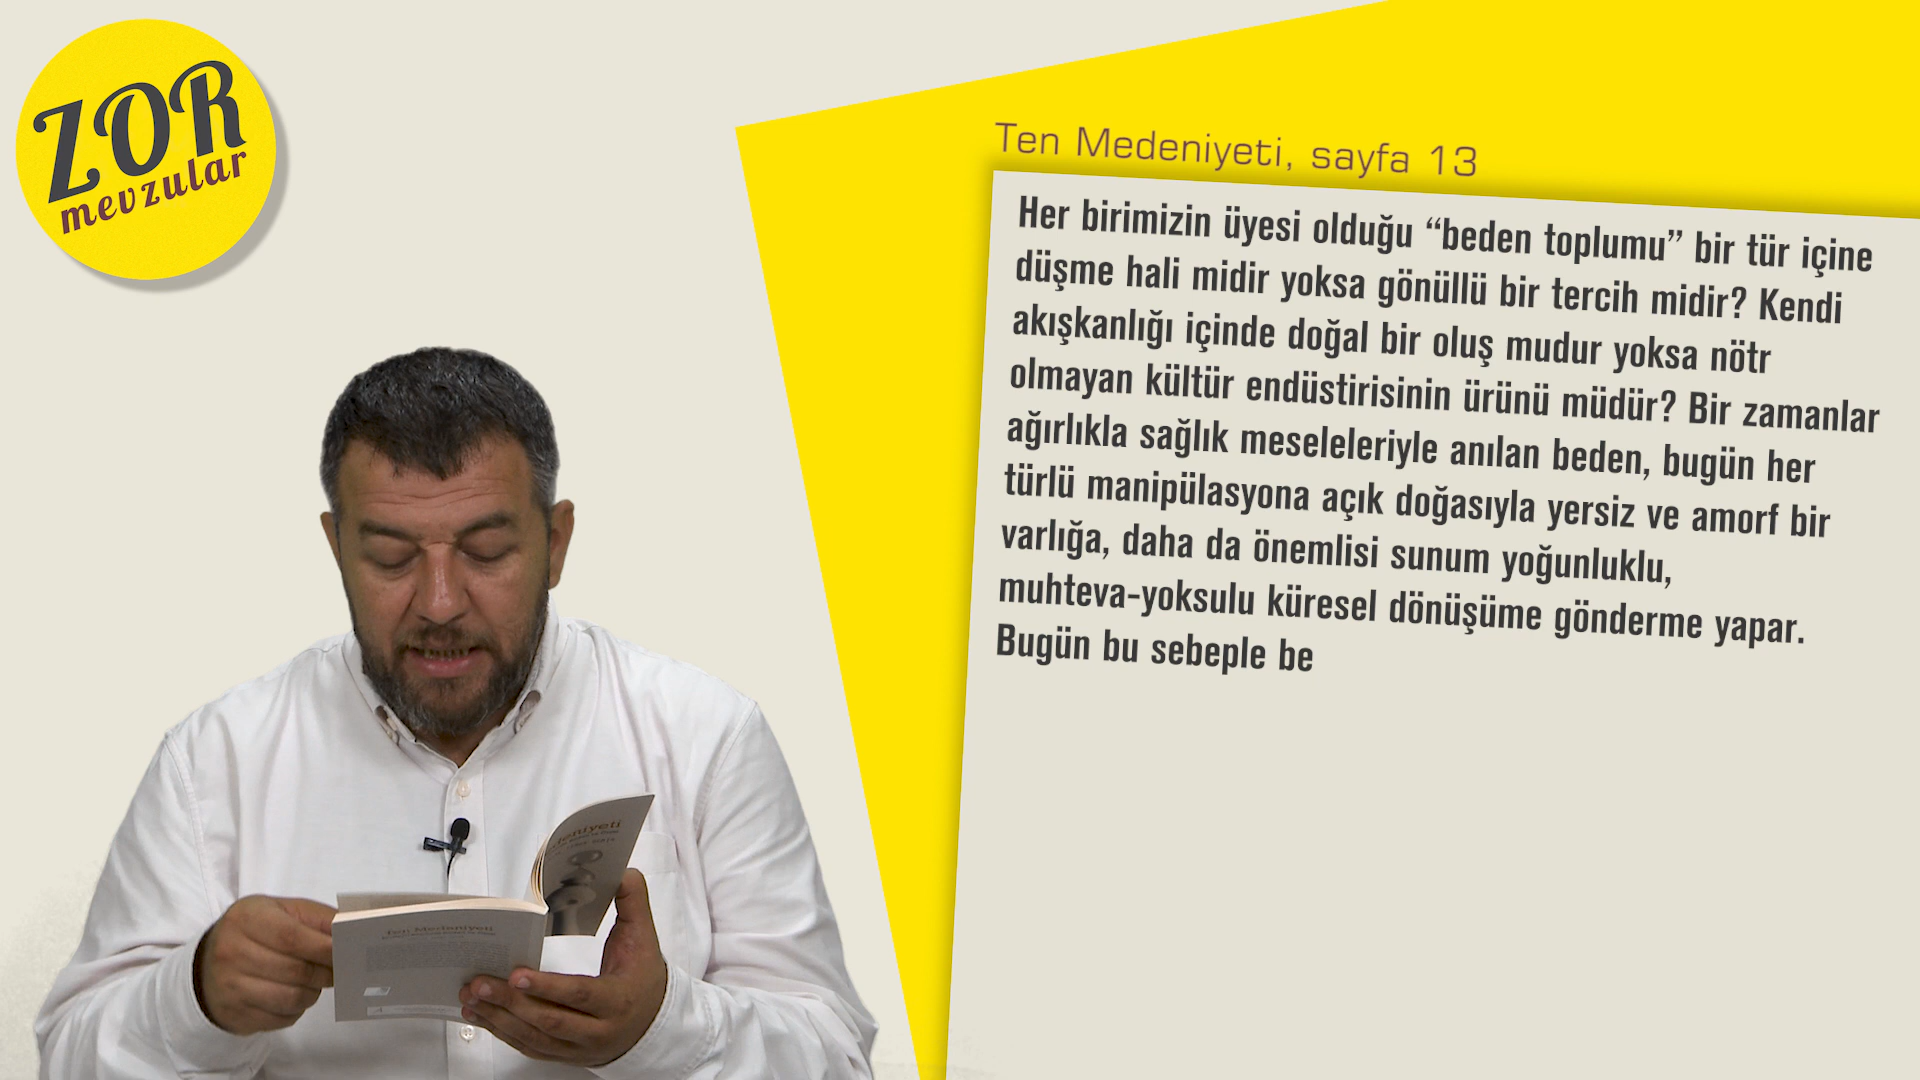 ZOR
mevzular
Ten Medeniyeti, sayfa 13
Her birimizin üyesi olduğu “beden toplumu” bir tür içine
düşme hali midir yoksa gönüllü bir tercih midir? Kendi
akışkanlığı içinde doğal bir oluş mudur yoksa nötr
olmayan kültür endüstirisinin ürünü müdür? Bir zamanlar
ağırlıkla sağlık meseleleriyle anılan beden, bugün her
türlü manipülasyona açık doğasıyla yersiz ve amorf bir
varlığa, daha da önemlisi sunum yoğunluklu,
muhteva-yoksulu küresel dönüşüme gönderme yapar.
Bugün bu sebeple be
Ten Medeniyeti